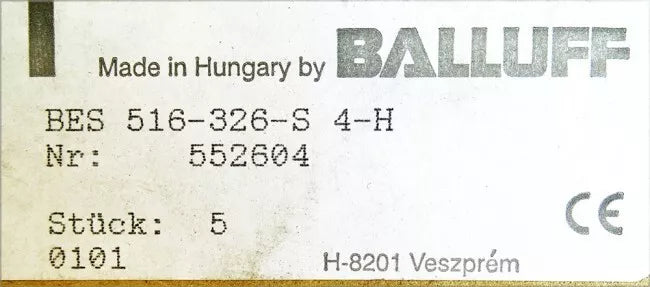 Made in Hungary by BALLUFF
BES 516-326-S 4-H
Nr: 552604
Stück: 5
CE
0101
H-8201 Veszprém